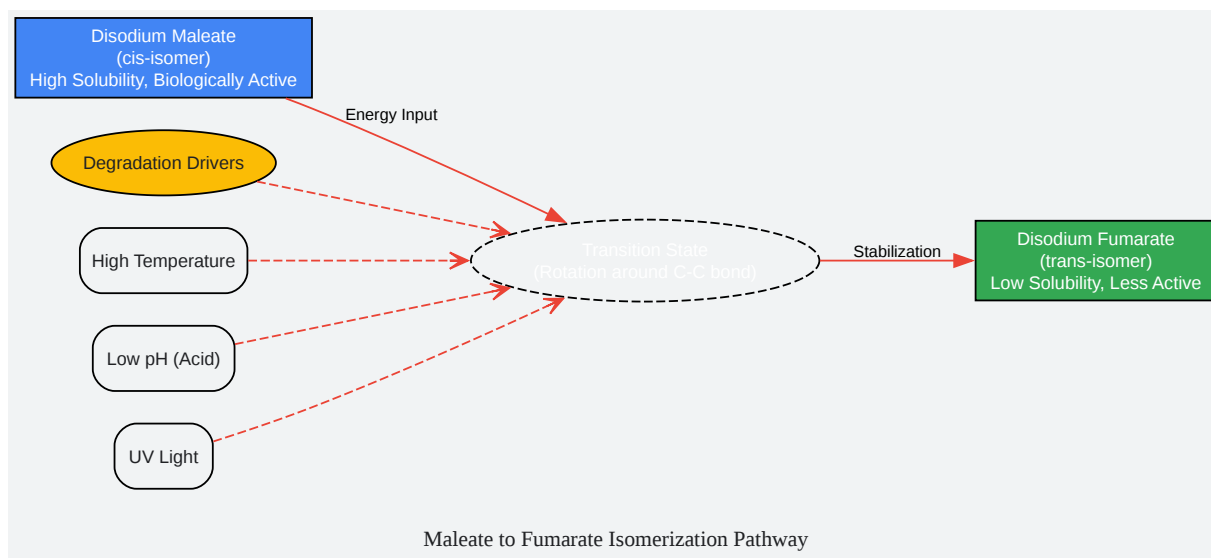 Disodium Maleate
(cis-isomer)
High Solubility, Biologically Active
Energy Input
Degradation Drivers
High Temperature
Low pH (Acid)
UV Light
Transition State
(Rotation around C-C bond)
Stabilization
Disodium Fumarate
(trans-isomer)
Low Solubility, Less Active
Maleate to Fumarate Isomerization Pathway